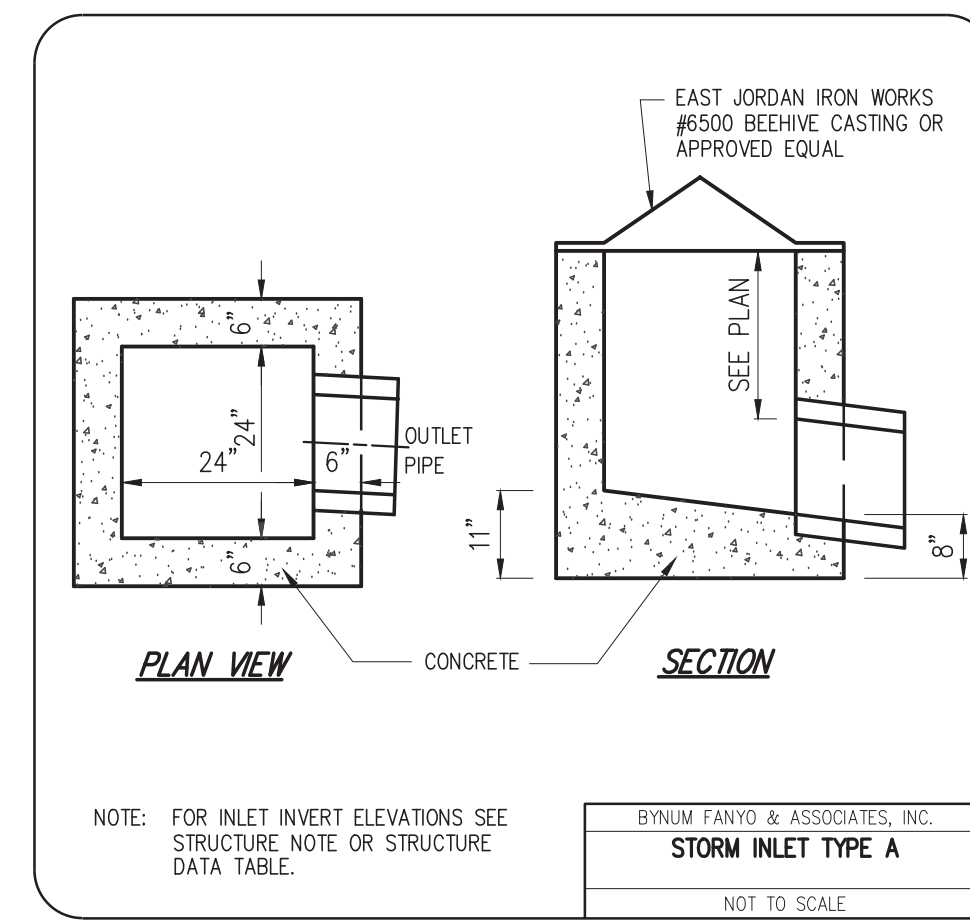 EAST JORDAN IRON WORKS
#6500 BEEHIVE CASTING OR
APPROVED EQUAL
6"
24"
24"
6"
6"
OUTLET
PIPE
SEE PLAN
11"
8"
PLAN VIEW
CONCRETE
SECTION
NOTE: FOR INLET INVERT ELEVATIONS SEE
STRUCTURE NOTE OR STRUCTURE
DATA TABLE.
BYNUM FANYO & ASSOCIATES, INC.
STORM INLET TYPE A
NOT TO SCALE